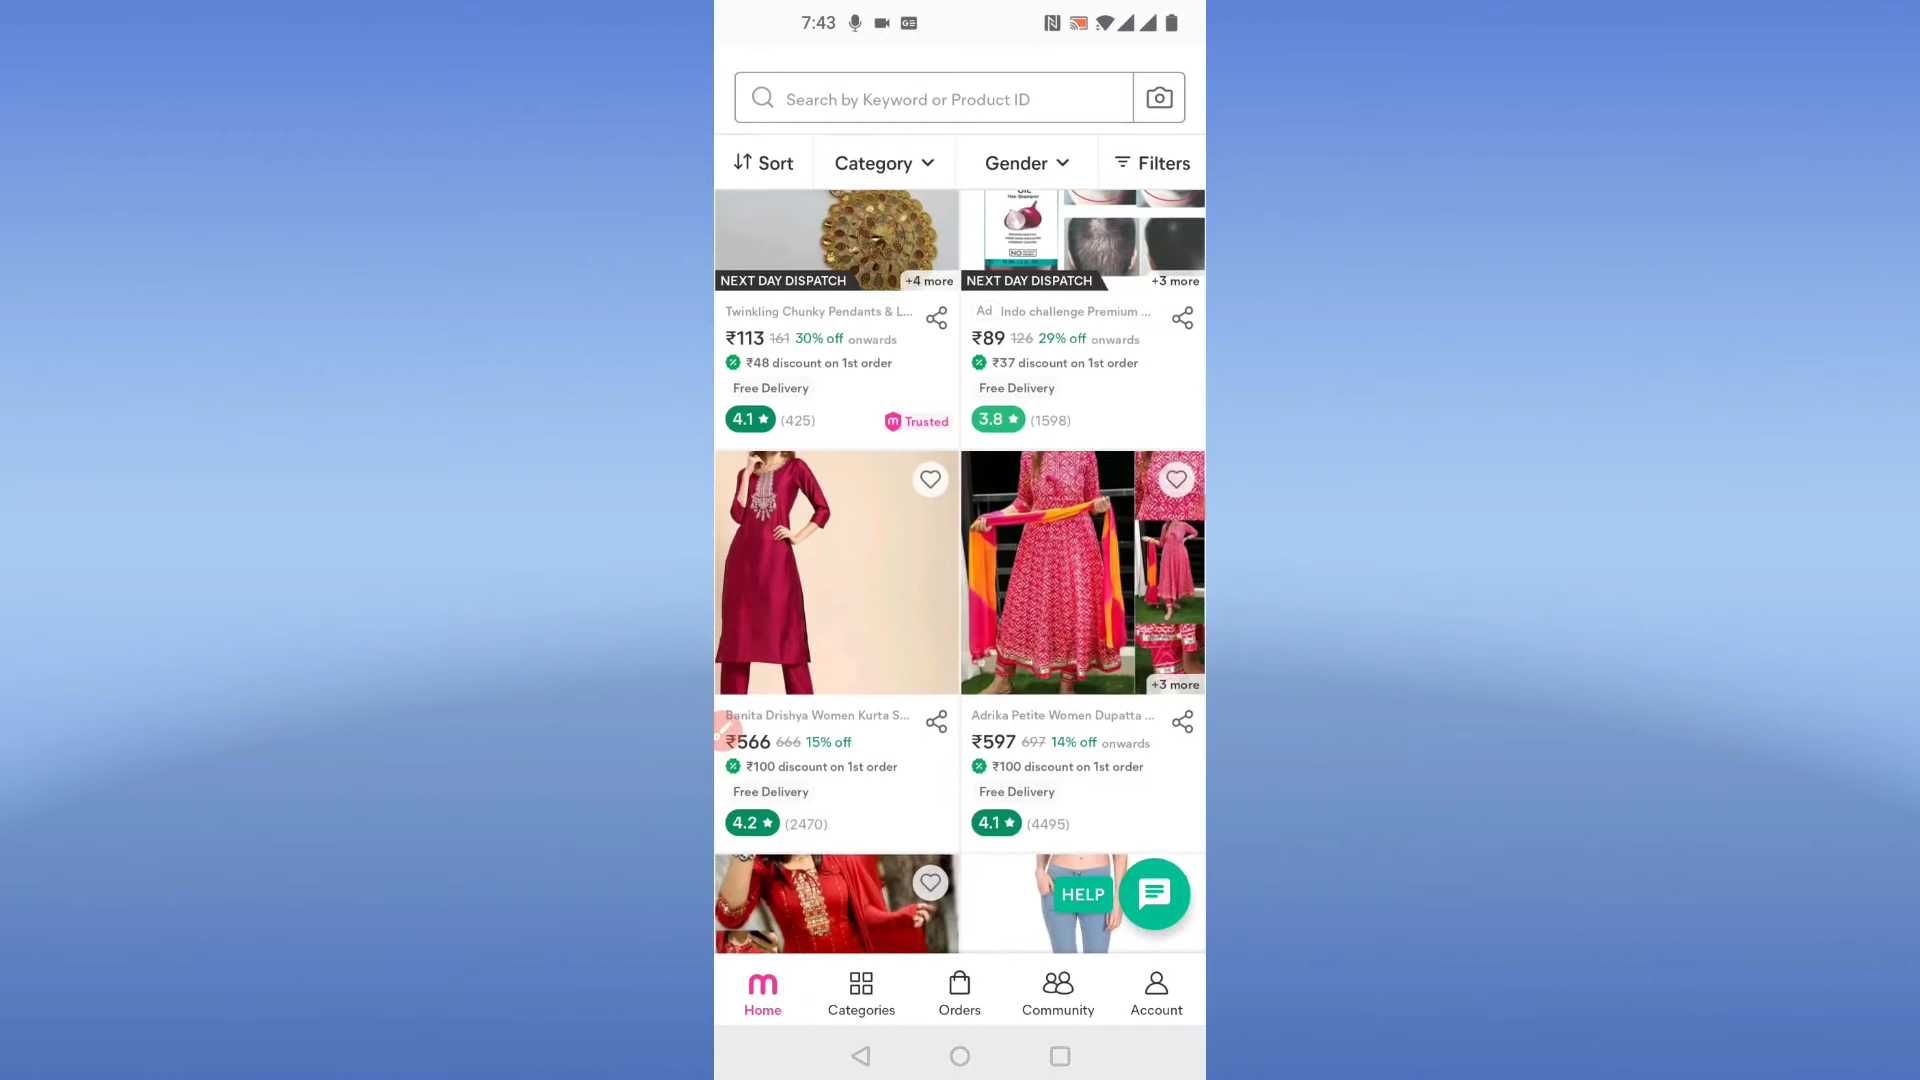 7:43
Search by Keyword or Product ID
Sort
Category
Gender
Filters
OIL
Hair Shampoo
NO
NEXT DAY DISPATCH
+4 more
NEXT DAY DISPATCH
+3 more
Twinkling Chunky Pendants & L...
Ad Indo challenge Premium ...
₹113 161 30% off onwards
₹89 126 29% off onwards
₹48 discount on 1st order
₹37 discount on 1st order
Free Delivery
Free Delivery
4.1 (425)
m Trusted
3.8 (1598)
+3 more
Banita Drishya Women Kurta S...
Adrika Petite Women Dupatta ...
₹566 666 15% off
₹597 697 14% off onwards
₹100 discount on 1st order
₹100 discount on 1st order
Free Delivery
Free Delivery
4.2 (2470)
4.1 (4495)
HELP
m
Home
Categories
Orders
Community
Account